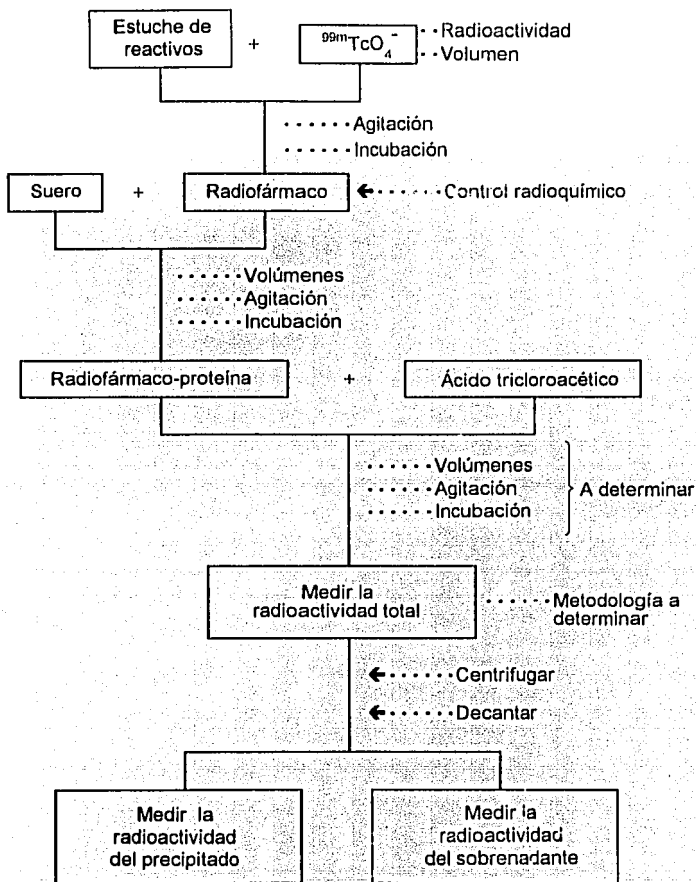 Estuche de
reactivos
+
99mTcO4-
Radioactividad
Volumen
Agitación
Incubación
Suero
+
Radiofármaco
Control radioquímico
Volúmenes
Agitación
Incubación
Radiofármaco-proteína
+
Ácido tricloroacético
Volúmenes
Agitación
Incubación
A determinar
Medir la
radioactividad total
Metodología a
determinar
Centrifugar
Decantar
Medir la
radioactividad
del precipitado
Medir la
radioactividad
del sobrenadante